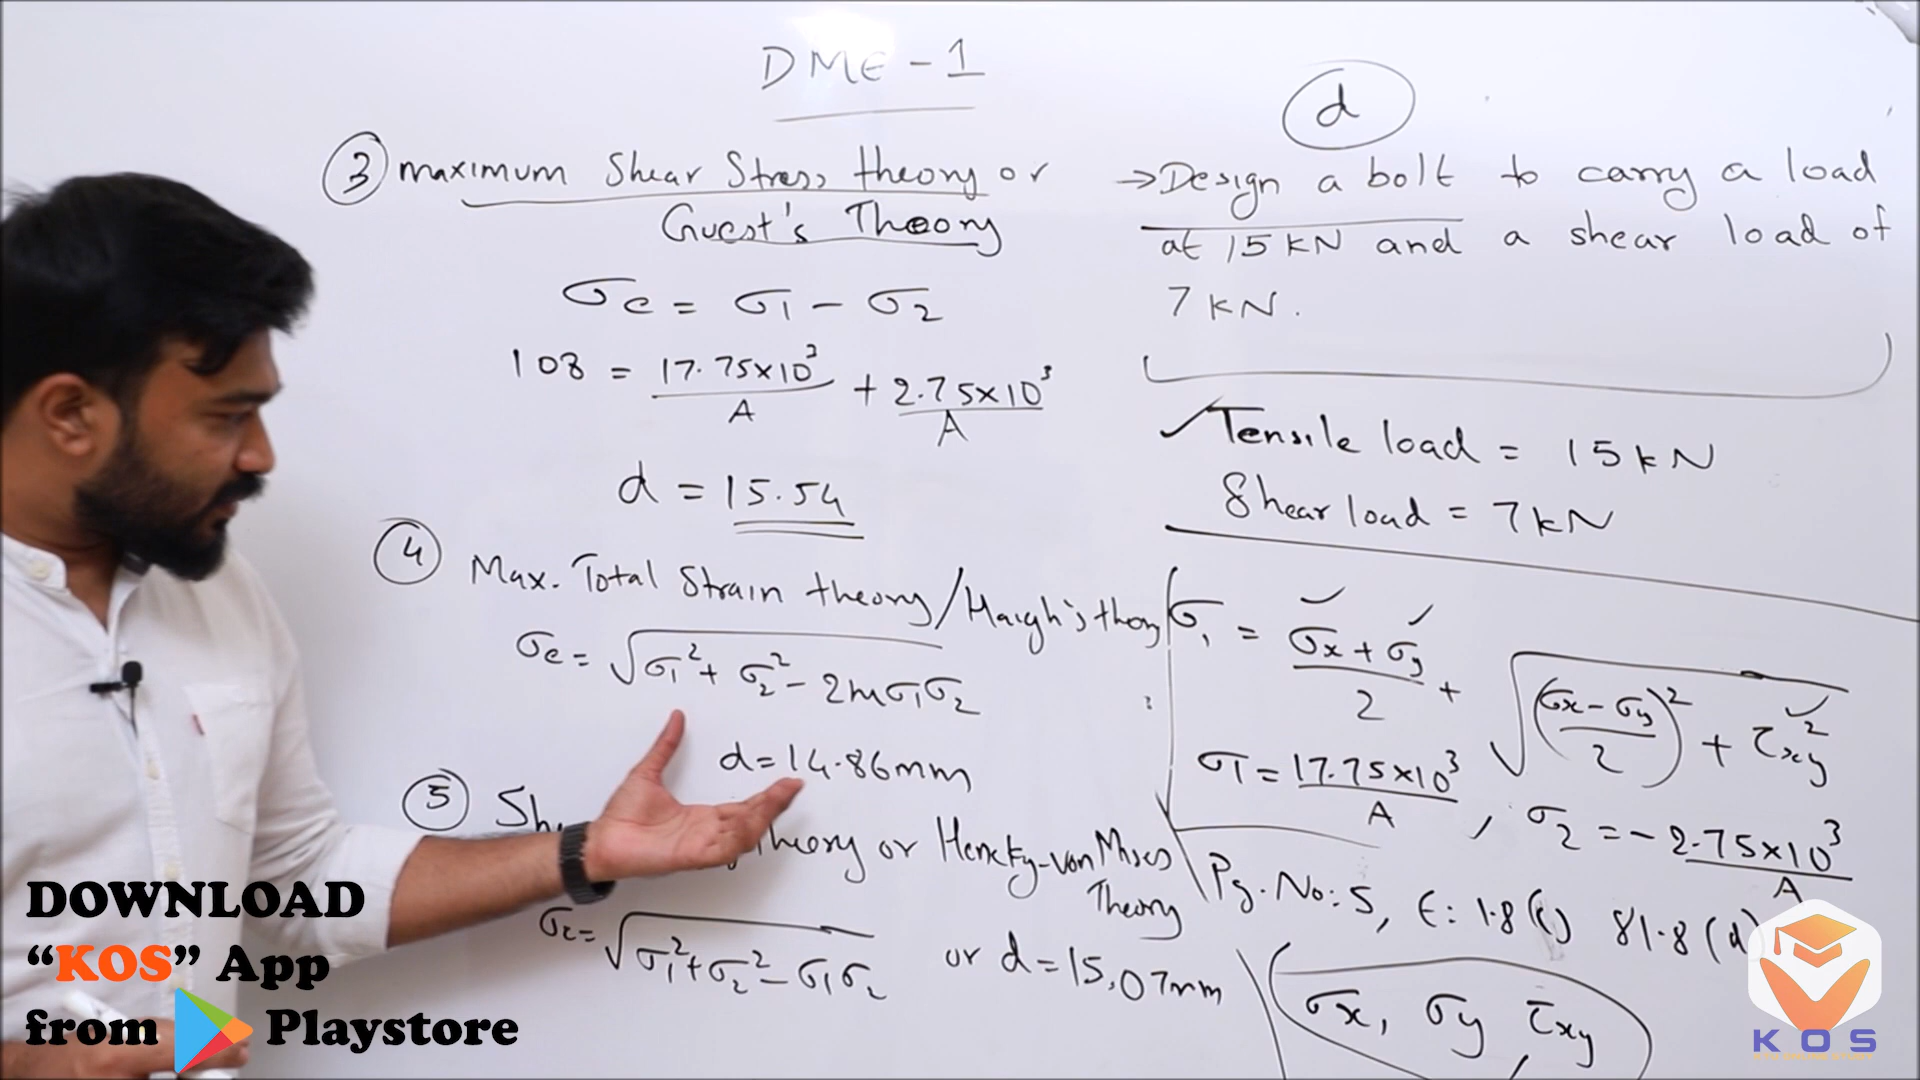 DME - 1
③ maximum Shear Stress theory or
Guest's Theory
σe = σ1 - σ2
108 = 17.75×10³/A + 2.75×10³/A
d = 15.54
④ Max. Total Strain theory/Haigh's theory
σe = √σ1² + σ2² - 2mσ1σ2
d = 14.86mm
⑤ Sh Theory or Hencky-von Mises
Theory
σe = √σ1² + σ2² - σ1σ2 or d = 15.07mm
d
→ Design a bolt to carry a load
at 15 kN and a shear load of
7 kN.
✓ Tensile load = 15 kN
Shear load = 7 kN
σ1 = σx + σy/2 + √(σx - σy/2)² + τxy²
σ1 = 17.75×10³/A , σ2 = - 2.75×10³/A
Pg. No: 5, E: 1.8 (c) 81.8 (d)
σx, σy τxy
DOWNLOAD
"KOS" App
from Playstore
KOS